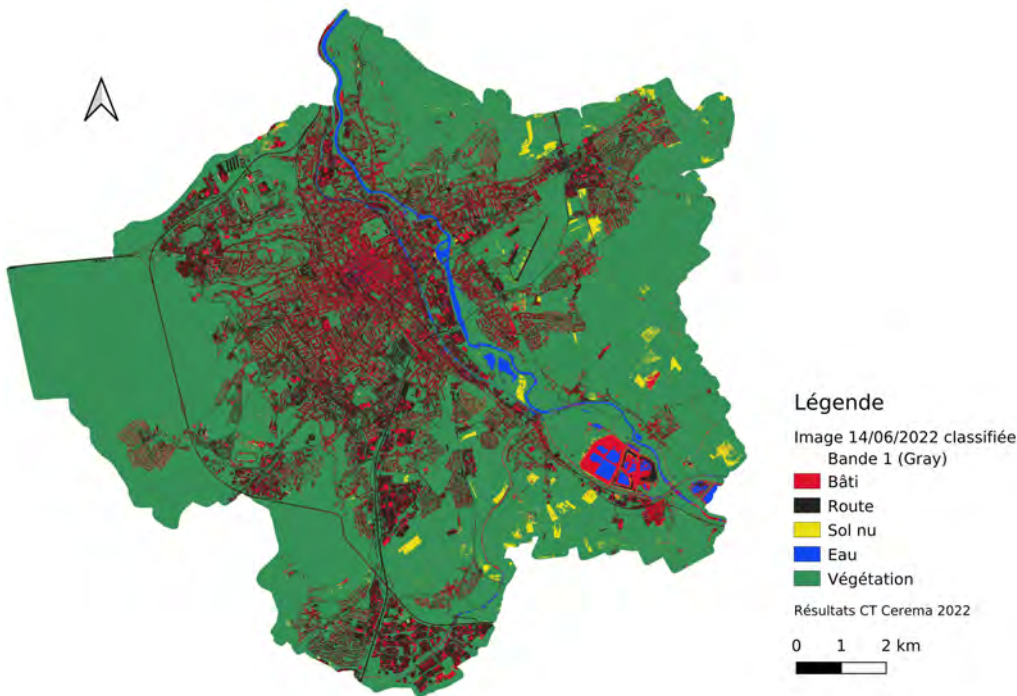 Légende
Image 14/06/2022 classifiée
Bande 1 (Gray)
Bâti
Route
Sol nu
Eau
Végétation
Résultats CT Cerema 2022
0 1 2 km